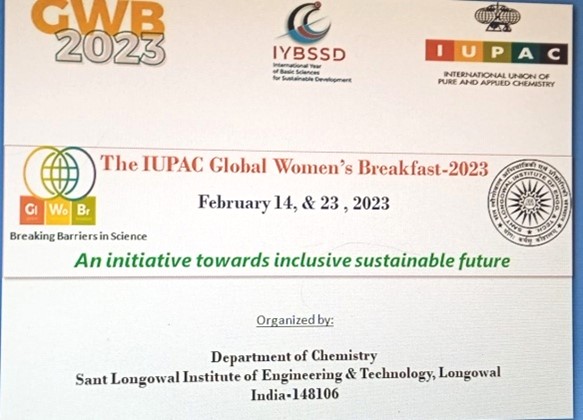 GWB
2023
IYBSSD
International Year
of Basic Sciences
for Sustainable Development
IUPAC
INTERNATIONAL UNION OF
PURE AND APPLIED CHEMISTRY
The IUPAC Global Women's Breakfast-2023
February 14, & 23 , 2023
Gl Wo Br
Breaking Barriers in Science
An initiative towards inclusive sustainable future
Organized by:
Department of Chemistry
Sant Longowal Institute of Engineering & Technology, Longowal
India-148106